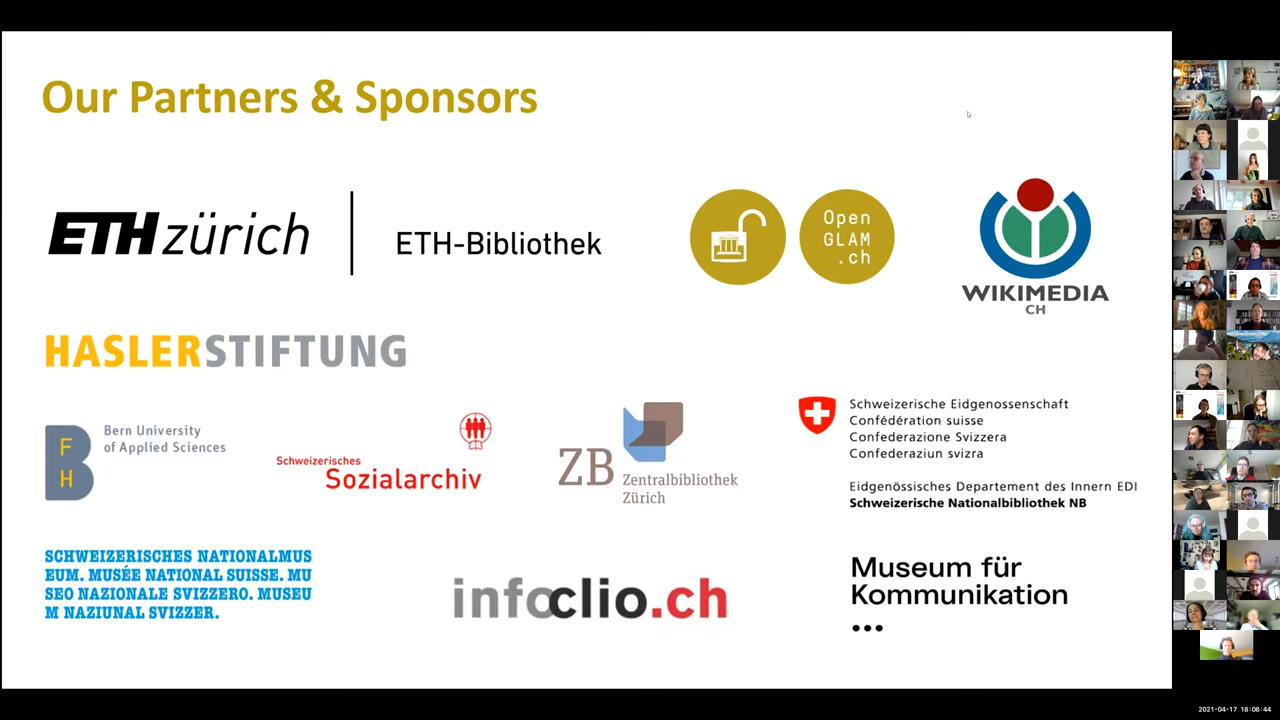 Our Partners & Sponsors
ETH zürich
ETH-Bibliothek
Open
GLAM
.ch
WIKIMEDIA
CH
HASLERSTIFTUNG
B
F
H
Bern University
of Applied Sciences
Schweizerisches
Sozialarchiv
ZB
Zentralbibliothek
Zürich
Schweizerische Eidgenossenschaft
Confédération suisse
Confederazione Svizzera
Confederaziun svizra
Eidgenössisches Departement des Innern EDI
Schweizerische Nationalbibliothek NB
SCHWEIZERISCHES NATIONALMUS
EUM. MUSÉE NATIONAL SUISSE. MU
SEO NAZIONALE SVIZZERO. MUSEU
M NAZIUNAL SVIZZER.
infoclio.ch
Museum für
Kommunikation
...
2021-04-17 18:08:44